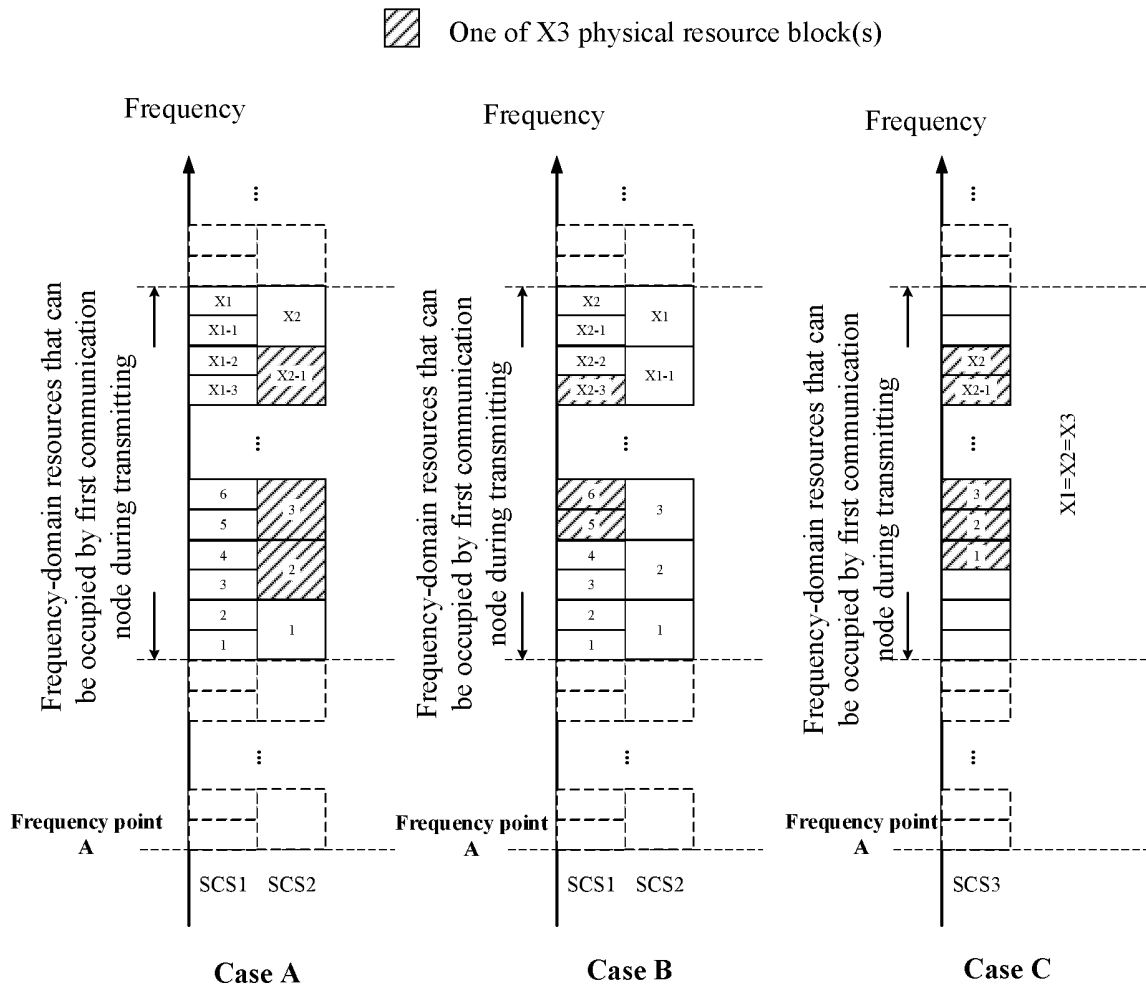 One of X3 physical resource block(s)
Frequency
Frequency-domain resources that can
be occupied by first communication
node during transmitting
...
X1
X1-1
X1-2
X1-3
X2
X2-1
...
6
5
4
3
2
1
3
2
1
...
Frequency point
A
SCS1 SCS2
Case A
Frequency
Frequency-domain resources that can
be occupied by first communication
node during transmitting
...
X2
X2-1
X2-2
X2-3
X1
X1-1
...
6
5
4
3
2
1
3
2
1
...
Frequency point
A
SCS1 SCS2
Case B
Frequency
Frequency-domain resources that can
be occupied by first communication
node during transmitting
...
X2
X2-1
...
3
2
1
...
X1=X2=X3
Frequency point
A
SCS3
Case C